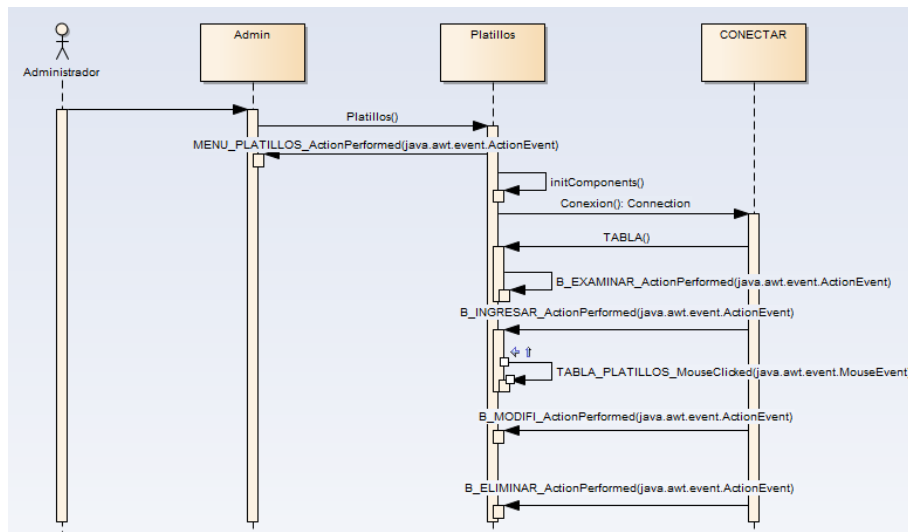 Administrador
Admin
Platillos
CONECTAR
Platillos()
MENU_PLATILLOS_ActionPerformed(java.awt.event.ActionEvent)
initComponents()
Conexion(): Connection
TABLA()
B_EXAMINAR_ActionPerformed(java.awt.event.ActionEvent)
B_INGRESAR_ActionPerformed(java.awt.event.ActionEvent)
TABLA_PLATILLOS_MouseClicked(java.awt.event.MouseEvent
B_MODIFI_ActionPerformed(java.awt.event.ActionEvent)
B_ELIMINAR_ActionPerformed(java.awt.event.ActionEvent)